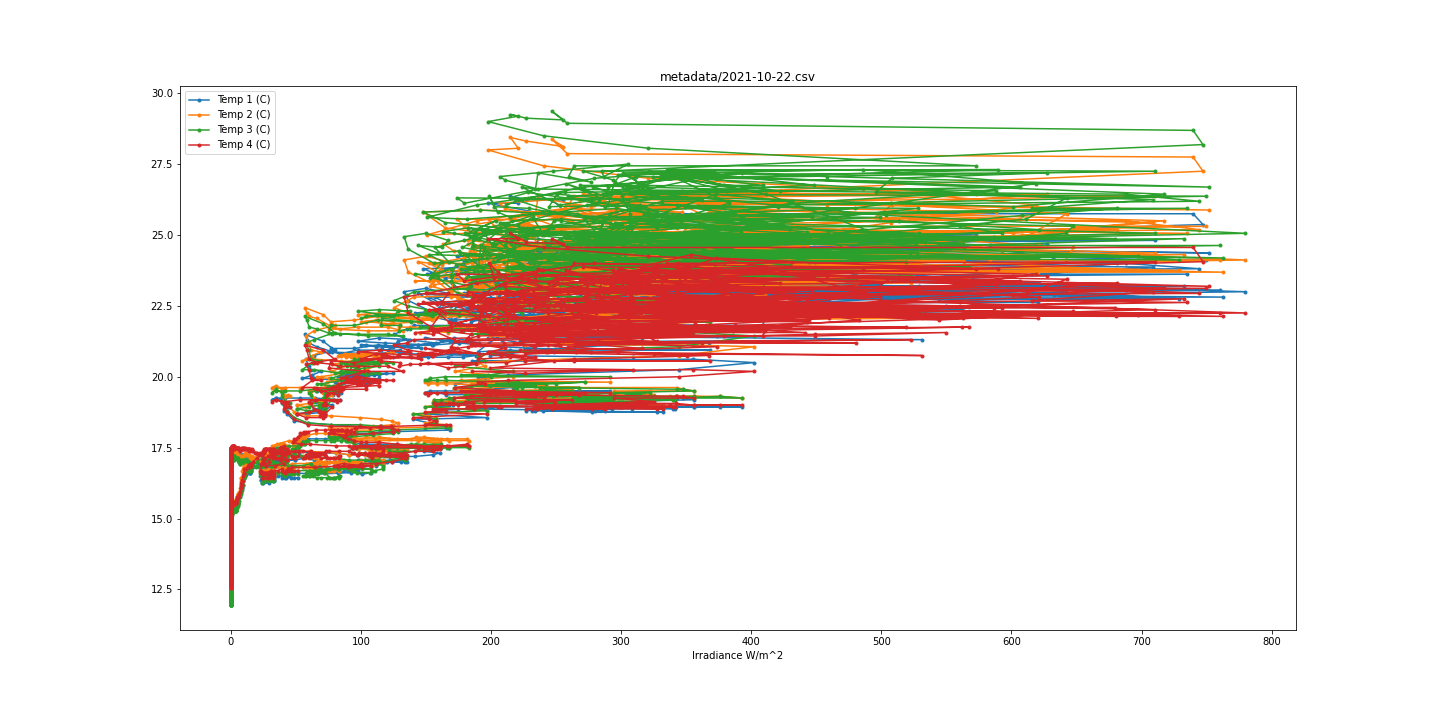 metadata/2021-10-22.csv
30.0
27.5
25.0
22.5
20.0
17.5
15.0
12.5
Temp 1 (C)
Temp 2 (C)
Temp 3 (C)
Temp 4 (C)
0 100 200 300 400 500 600 700 800
Irradiance W/m^2